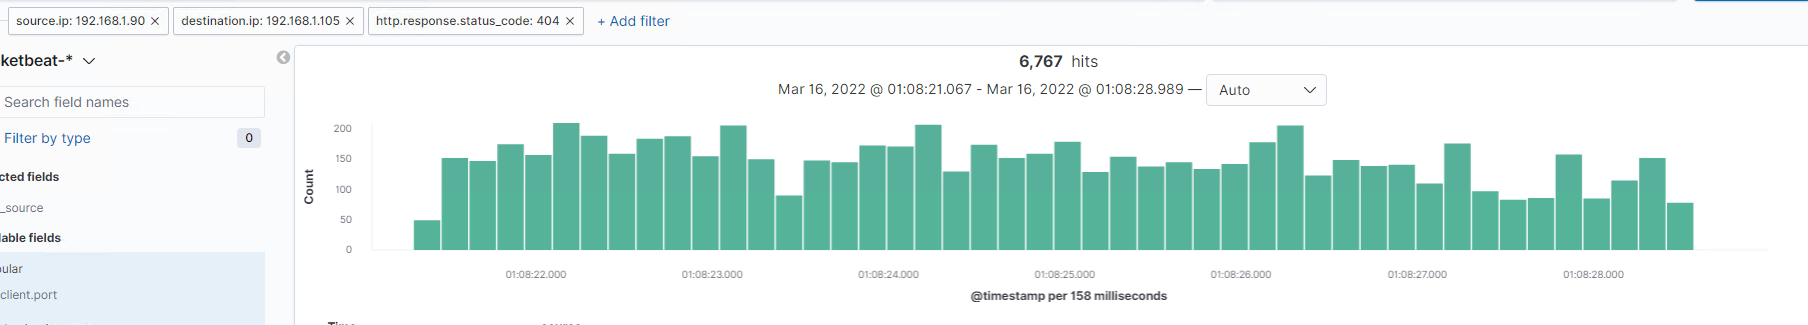 source.ip: 192.168.1.90 × destination.ip: 192.168.1.105 × http.response.status_code: 404 × + Add filter
ketbeat-*
Search field names
Filter by type 0
cted fields
_source
lable fields
ular
client.port
6,767 hits
Mar 16, 2022 @ 01:08:21.067 - Mar 16, 2022 @ 01:08:28.989 — Auto
200
150
100
50
0
Count
01:08:22.000 01:08:23.000 01:08:24.000 01:08:25.000 01:08:26.000 01:08:27.000 01:08:28.000
@timestamp per 158 milliseconds